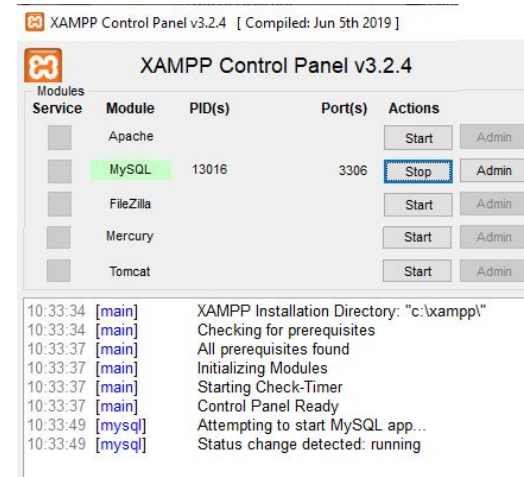 XAMPP Control Panel v3.2.4 [ Compiled: Jun 5th 2019 ]
XAMPP Control Panel v3.2.4
Modules
Service Module PID(s) Port(s) Actions
Apache Start Admin
MySQL 13016 3306 Stop Admin
FileZilla Start Admin
Mercury Start Admin
Tomcat Start Admin
10:33:34 [main] XAMPP Installation Directory: "c:\xampp\"
10:33:34 [main] Checking for prerequisites
10:33:37 [main] All prerequisites found
10:33:37 [main] Initializing Modules
10:33:37 [main] Starting Check-Timer
10:33:37 [main] Control Panel Ready
10:33:49 [mysql] Attempting to start MySQL app...
10:33:49 [mysql] Status change detected: running